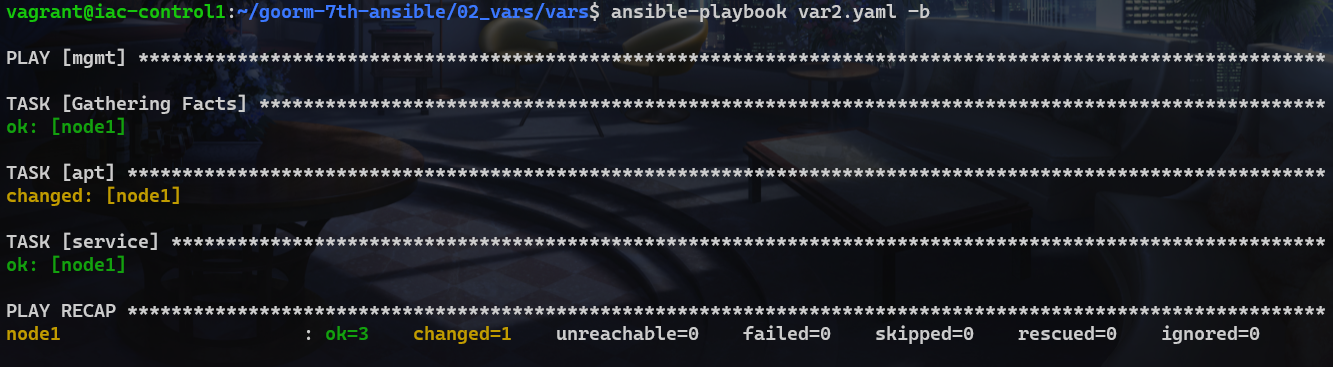 vagrant@iac-control1:~/goorm-7th-ansible/02_vars/vars$ ansible-playbook var2.yaml -b
PLAY [mgmt] ************************************************************************************************************
TASK [Gathering Facts] *************************************************************************************************
ok: [node1]
TASK [apt] *************************************************************************************************************
changed: [node1]
TASK [service] *********************************************************************************************************
ok: [node1]
PLAY RECAP *************************************************************************************************************
node1                      : ok=3    changed=1    unreachable=0    failed=0    skipped=0    rescued=0    ignored=0